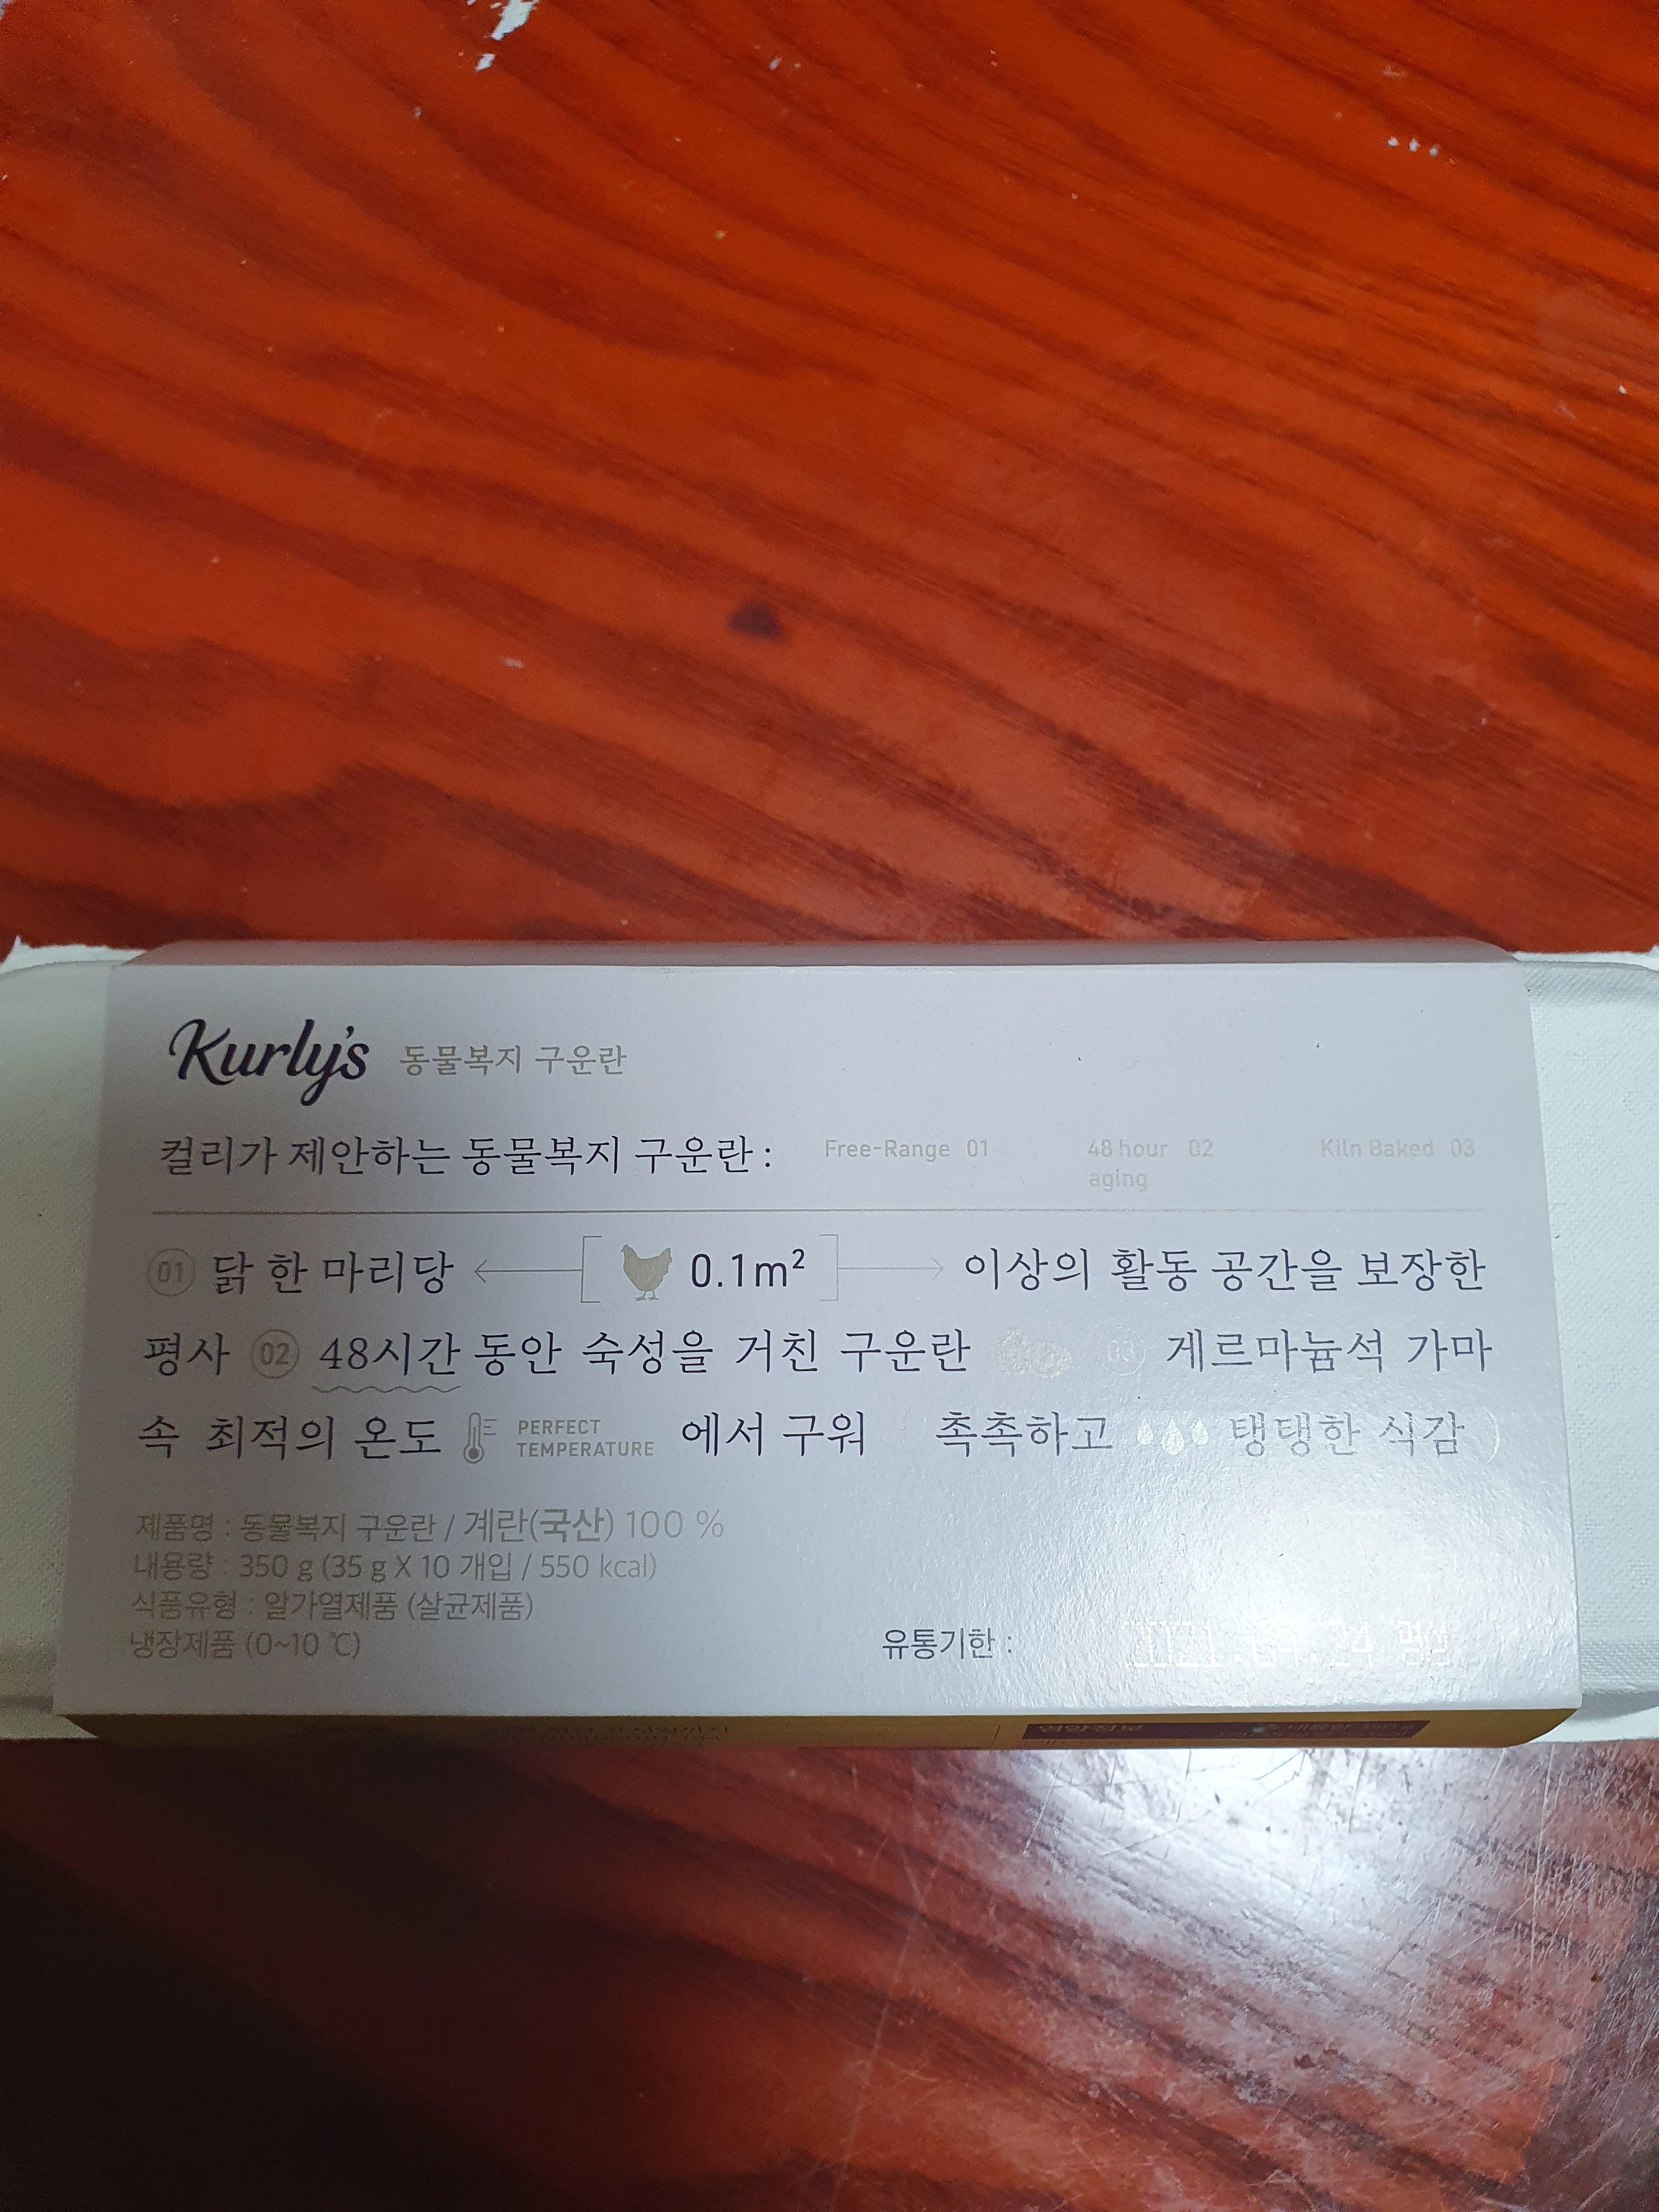 Kurly's 동물복지 구운란
컬리가 제안하는 동물복지 구운란 : Free-Range 01 48 hour aging 02 Kiln Baked 03
01 닭 한 마리당 0.1m² 이상의 활동 공간을 보장한
평사 02 48시간 동안 숙성을 거친 구운란 03 게르마늄석 가마
속 최적의 온도 PERFECT TEMPERATURE 에서 구워 촉촉하고 탱탱한 식감
제품명 : 동물복지 구운란 / 계란(국산) 100 %
내용량 : 350 g (35 g X 10 개입 / 550 kcal)
식품유형 : 알가열제품 (살균제품)
냉장제품 (0~10 ℃)
유통기한 : 2021.04.24
영양정보